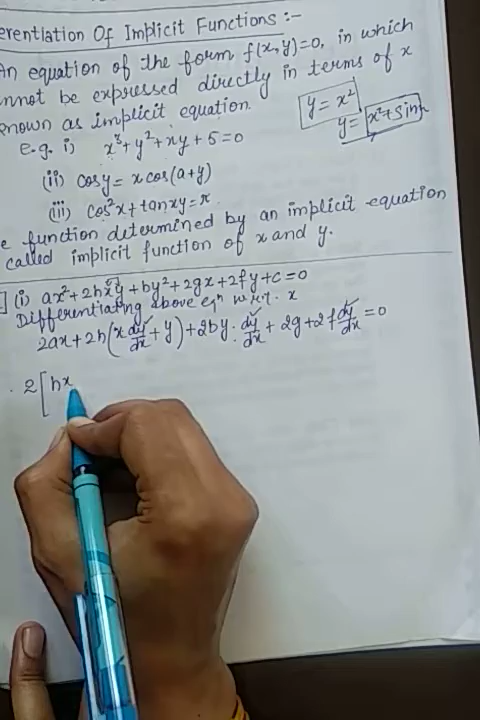 erentiation Of Implicit Functions :-
An equation of the form f(x,y)=0, in which
nnot be expressed directly in terms of x
known as implicit equation.
y = x²
y = x²+sinx
e.g. i) x³+y²+xy+5=0
(ii) cosy = x cos(a+y)
(iii) cos²x+tanxy=π
e function determined by an implicit equation
called implicit function of x and y.
] (i) ax²+2hxy+by²+2gx+2fy+c=0
Differentiating above eqn w.r.t. x
2ax+2h(x dy/dx + y)+2by·dy/dx + 2g+2f dy/dx = 0
2[hx